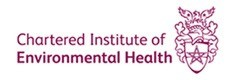 Chartered Institute of
Environmental Health